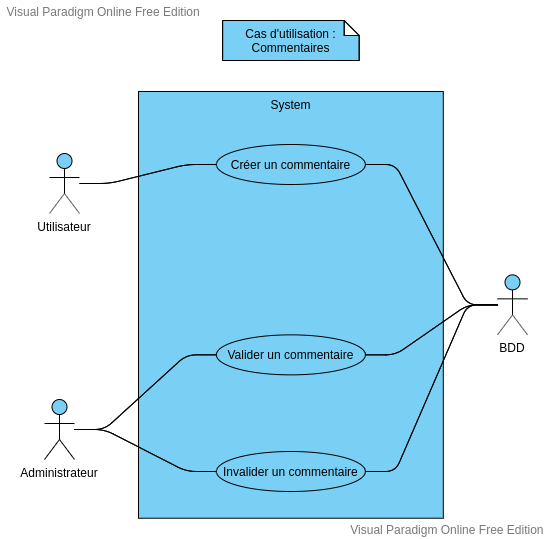 Visual Paradigm Online Free Edition
Cas d'utilisation :
Commentaires
System
Créer un commentaire
Utilisateur
BDD
Valider un commentaire
Administrateur
Invalider un commentaire
Visual Paradigm Online Free Edition